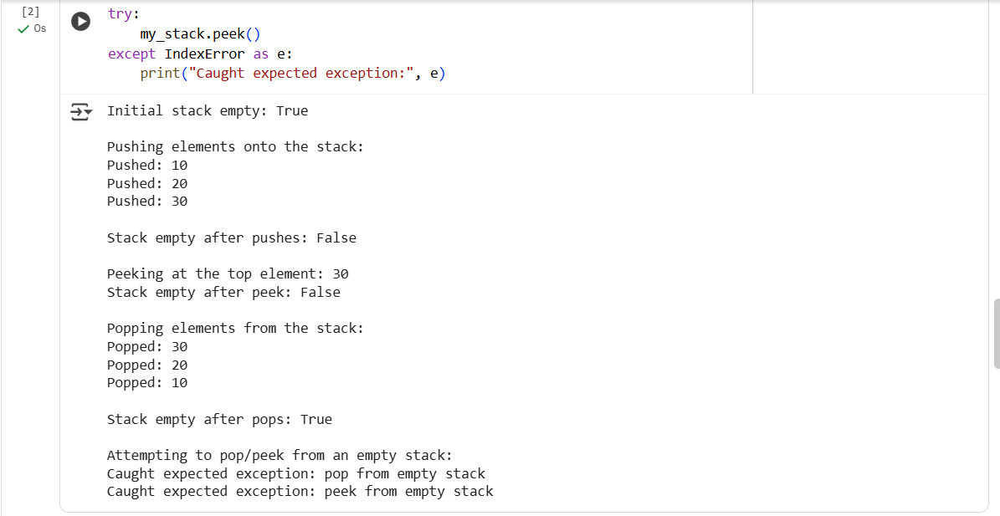 [2]
0s
try:
    my_stack.peek()
except IndexError as e:
    print("Caught expected exception:", e)
Initial stack empty: True
Pushing elements onto the stack:
Pushed: 10
Pushed: 20
Pushed: 30
Stack empty after pushes: False
Peeking at the top element: 30
Stack empty after peek: False
Popping elements from the stack:
Popped: 30
Popped: 20
Popped: 10
Stack empty after pops: True
Attempting to pop/peek from an empty stack:
Caught expected exception: pop from empty stack
Caught expected exception: peek from empty stack